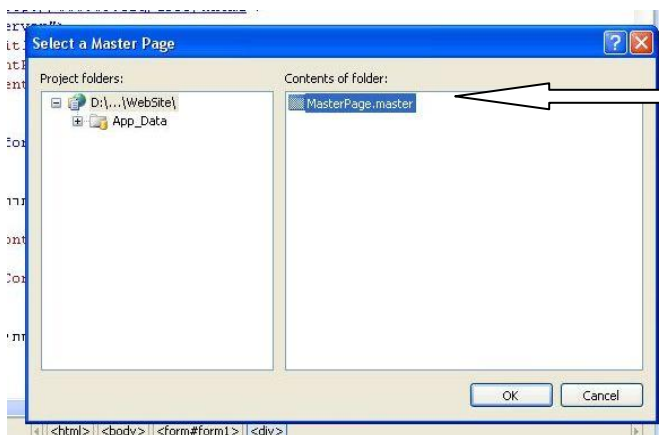 Select a Master Page
Project folders:
Contents of folder:
D:\...\WebSite\
App_Data
MasterPage.master
OK
Cancel
<html> <body> <form#form1> <div>